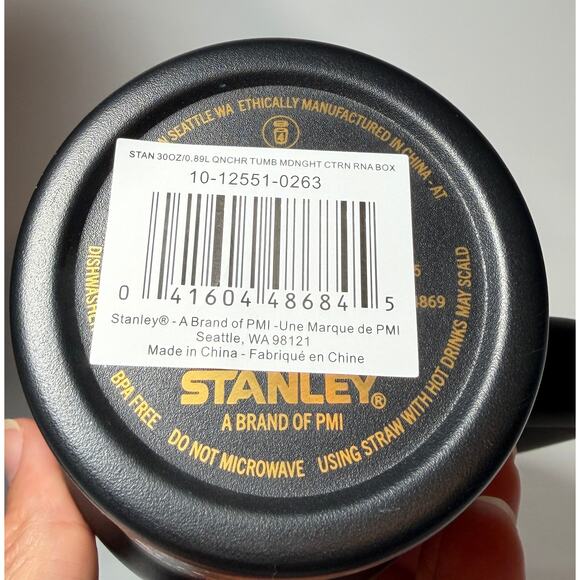 N SEATTLE WA ETHICALLY MANUFACTURED IN CHINA - AT
4
STAN 30OZ/0.89L QNCHR TUMB MDNGHT CTRN RNA BOX
10-12551-0263
0 41604 48684 5
Stanley® - A Brand of PMI -Une Marque de PMI
Seattle, WA 98121
Made in China - Fabriqué en Chine
5
4869
STANLEY®
A BRAND OF PMI
DISHWASHE
BPA FREE
DO NOT MICROWAVE
USING STRAW WITH HOT DRINKS MAY SCALD